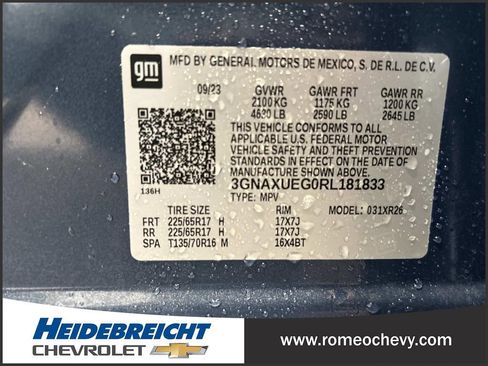 gm
MFD BY GENERAL MOTORS DE MEXICO, S. DE R.L. DE C.V.
09/23 GVWR GAWR FRT GAWR RR
2100 KG 1175 KG 1200 KG
4630 LB 2590 LB 2645 LB
THIS VEHICLE CONFORMS TO ALL APPLICABLE
U.S. FEDERAL MOTOR VEHICLE SAFETY
AND THEFT PREVENTION STANDARDS IN EFFECT ON
THE DATE OF MANUFACTURE SHOWN ABOVE.
3GNAXUEG0RL181833
136H
TYPE: MPV MODEL: 031XR26
TIRE SIZE RIM
FRT 225/65R17 H 17X7J
RR 225/65R17 H 17X7J
SPA T135/70R16 M 16X4BT
HEIDEBREICHT
CHEVROLET
www.romeochevy.com